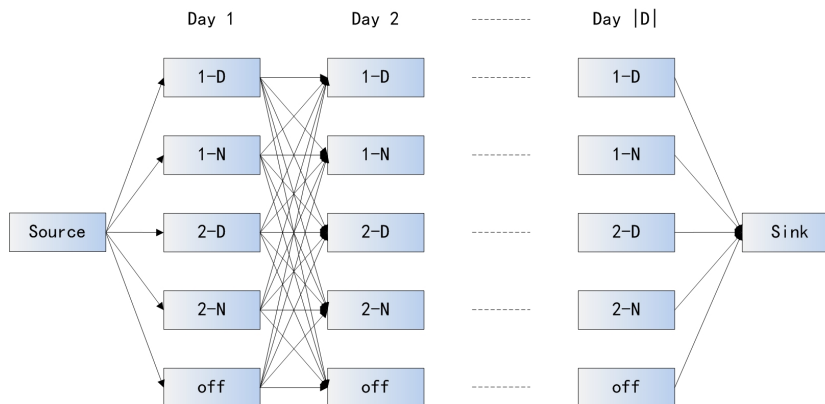 Day 1 Day 2 Day |D|
1-D 1-D 1-D
1-N 1-N 1-N
Source 2-D 2-D 2-D Sink
2-N 2-N 2-N
off off off